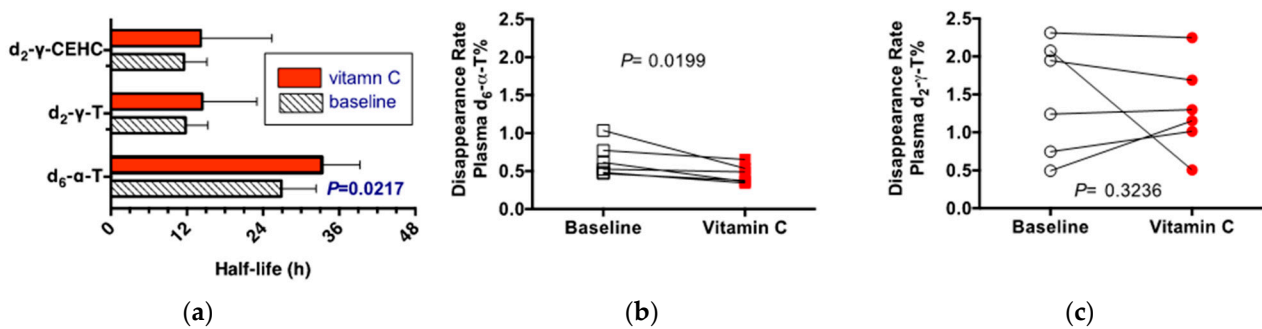 d₂-γ-CEHC
d₂-γ-T
d₆-α-T
vitamn C
baseline
P=0.0217
0 12 24 36 48
Half-life (h)
(a)
Disappearance Rate
Plasma d₆-α-T%
2.5
2.0
1.5
1.0
0.5
0.0
P= 0.0199
Baseline Vitamin C
(b)
Disappearance Rate
Plasma d₂-γ-T%
2.5
2.0
1.5
1.0
0.5
0.0
P= 0.3236
Baseline Vitamin C
(c)